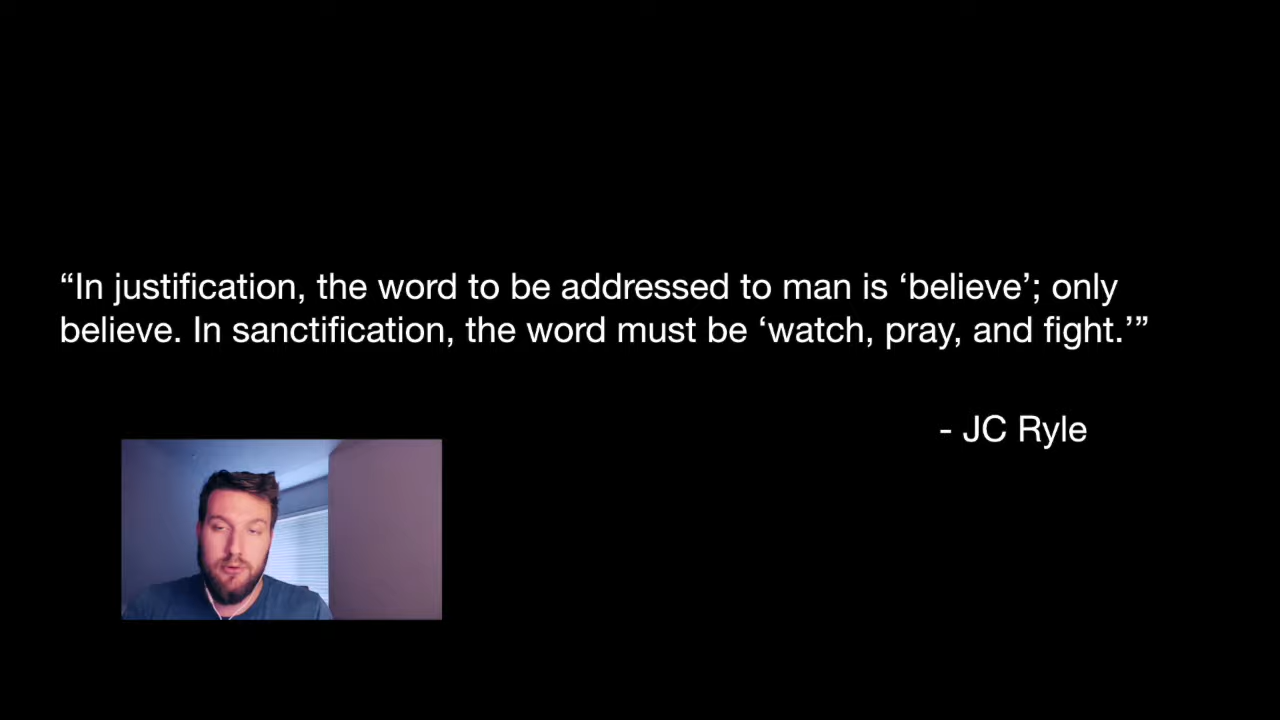 “In justification, the word to be addressed to man is ‘believe’; only
believe. In sanctification, the word must be ‘watch, pray, and fight.’”
- JC Ryle